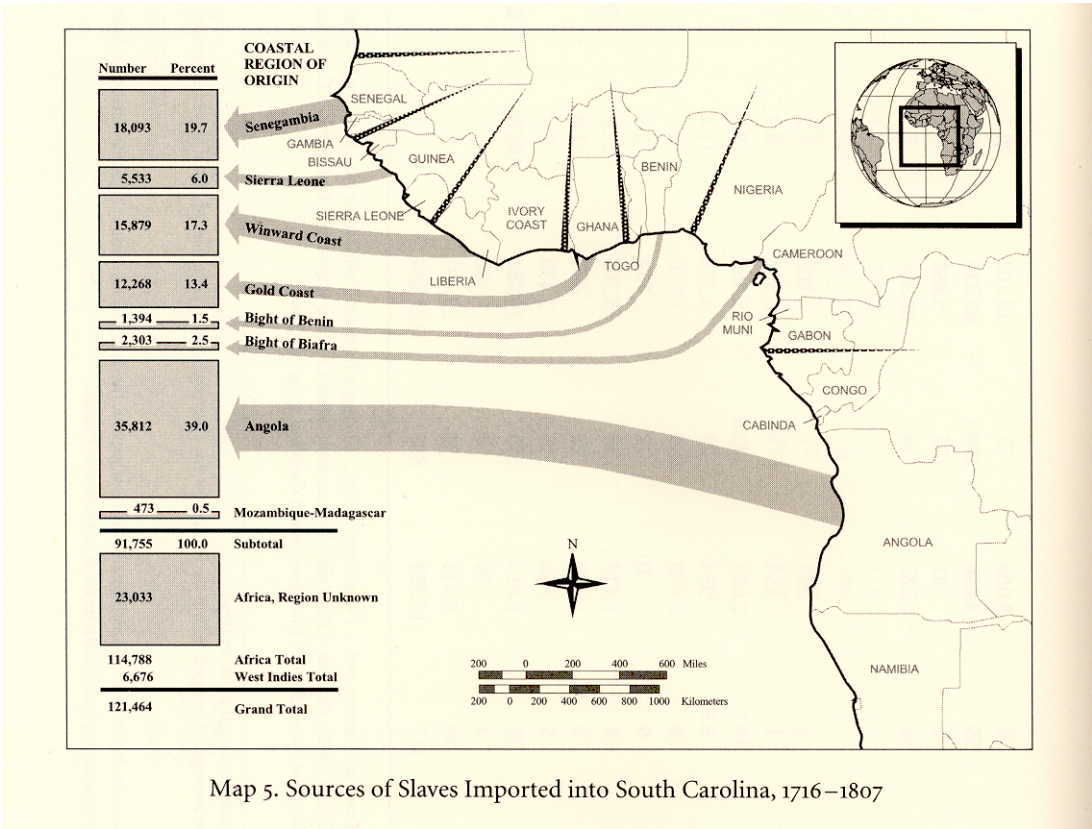 Number Percent
COASTAL
REGION OF
ORIGIN
18,093 19.7 Senegambia
5,533 6.0 Sierra Leone
15,879 17.3 Winward Coast
12,268 13.4 Gold Coast
1,394 1.5 Bight of Benin
2,303 2.5 Bight of Biafra
35,812 39.0 Angola
473 0.5 Mozambique-Madagascar
91,755 100.0 Subtotal
23,033 Africa, Region Unknown
114,788 Africa Total
6,676 West Indies Total
121,464 Grand Total
SENEGAL
GAMBIA
BISSAU
GUINEA
SIERRA LEONE
LIBERIA
IVORY
COAST
GHANA
TOGO
BENIN
NIGERIA
CAMEROON
RIO
MUNI
GABON
CONGO
CABINDA
ANGOLA
NAMIBIA
N
200 0 200 400 600 Miles
200 0 200 400 600 800 1000 Kilometers
Map 5. Sources of Slaves Imported into South Carolina, 1716–1807